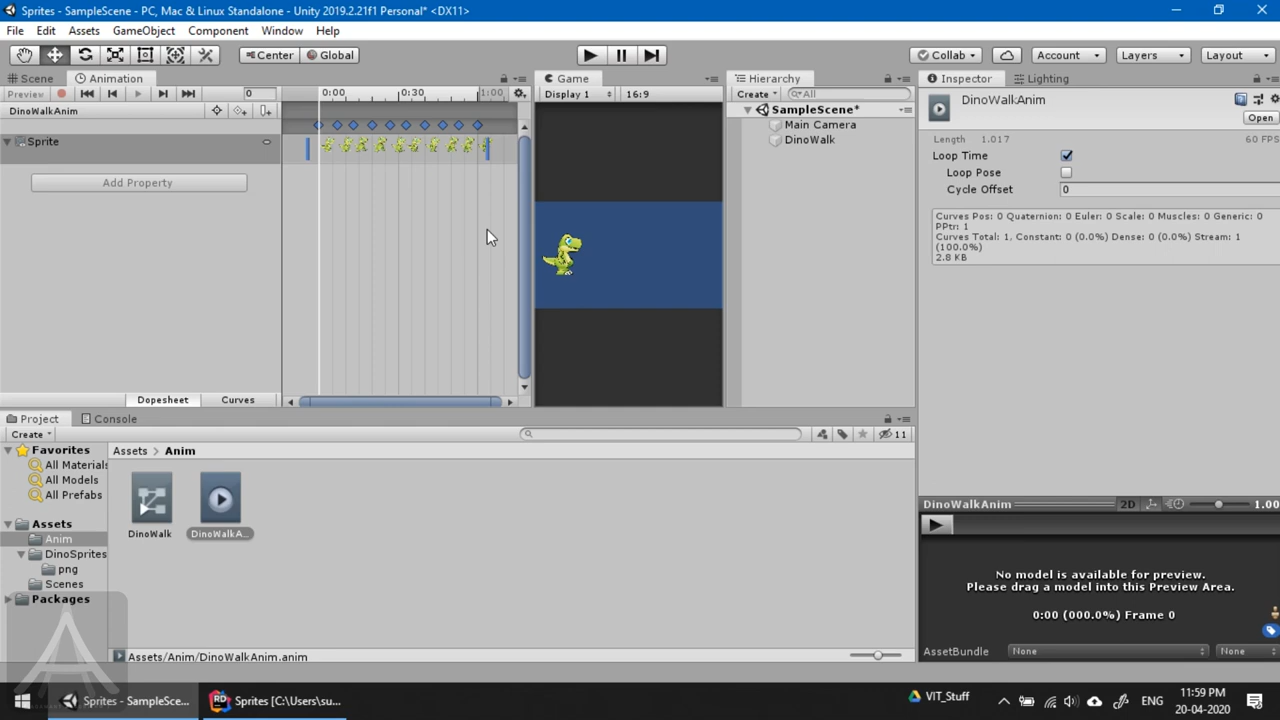 Sprites - SampleScene - PC, Mac & Linux Standalone - Unity 2019.2.21f1 Personal* <DX11>
File Edit Assets GameObject Component Window Help
Center Global Collab Account Layers Layout
Scene Animation Game Hierarchy Inspector Lighting
Preview 0 0:00 0:30 1:00 Display 1 16:9 Create All DinoWalkAnim
Open
DinoWalkAnim SampleScene*
Main Camera
DinoWalk
Sprite
Add Property
Length 1.017 60 FPS
Loop Time
Loop Pose
Cycle Offset 0
Curves Pos: 0 Quaternion: 0 Euler: 0 Scale: 0 Muscles: 0 Generic: 0
PPtr: 1
Curves Total: 1, Constant: 0 (0.0%) Dense: 0 (0.0%) Stream: 1
(100.0%)
2.8 KB
Dopesheet Curves
Project Console
Create 11
Favorites
All Materials
All Models
All Prefabs
Assets
Anim
DinoSprites
png
Scenes
Packages
Assets > Anim
DinoWalk DinoWalkA...
Assets/Anim/DinoWalkAnim.anim
DinoWalkAnim 2D 1.00
No model is available for preview.
Please drag a model into this Preview Area.
0:00 (000.0%) Frame 0
AssetBundle None None
Sprites - SampleSce... Sprites [C:\Users\su... VIT_Stuff ENG 11:59 PM
20-04-2020